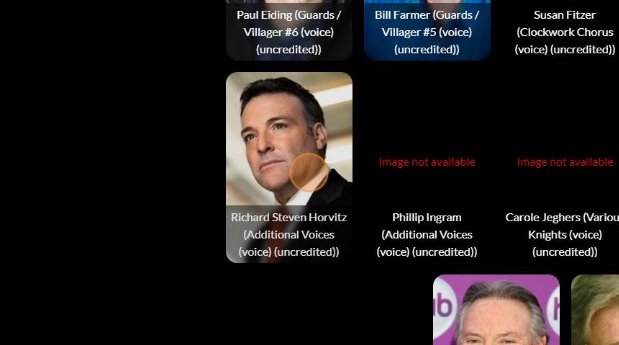 Paul Eiding (Guards /
Villager #6 (voice)
(uncredited))
Bill Farmer (Guards /
Villager #5 (voice)
(uncredited))
Susan Fitzer
(Clockwork Chorus
(voice) (uncredited))
Richard Steven Horvitz
(Additional Voices
(voice) (uncredited))
Image not available
Phillip Ingram
(Additional Voices
(voice) (uncredited))
Image not available
Carole Jeghers (Variou
Knights (voice)
(uncredited))
ub
h